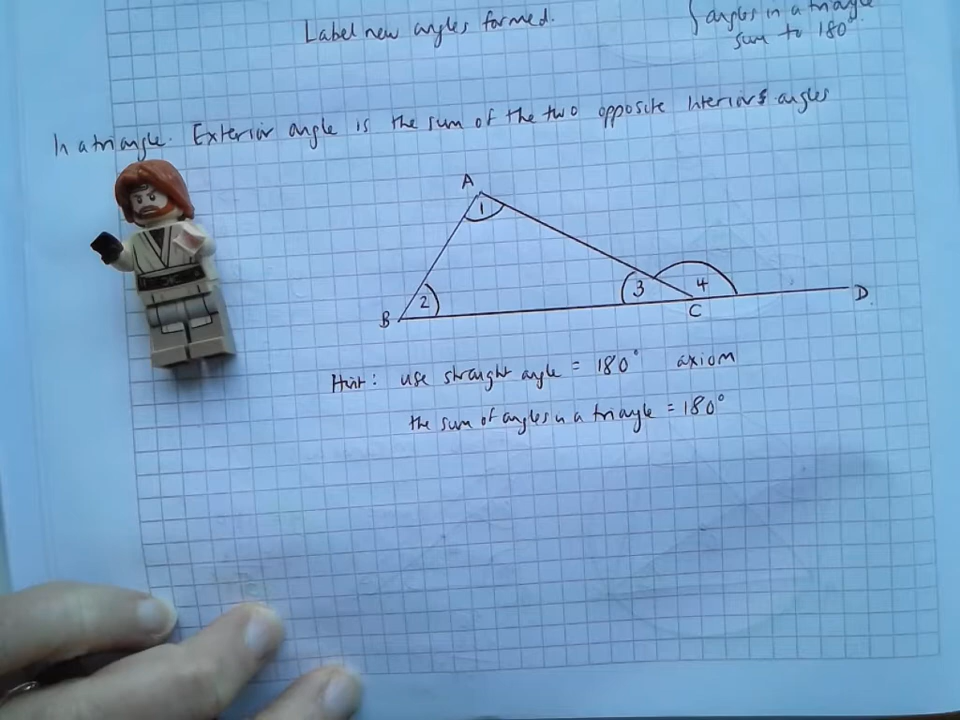 Label new angles formed.
{ angles in a triangle
sum to 180°
In a triangle. Exterior angle is the sum of the two opposite interior angles
A
1
2
3
4
B
C
D.
Hint: use straight angle = 180° axiom
the sum of angles in a triangle = 180°